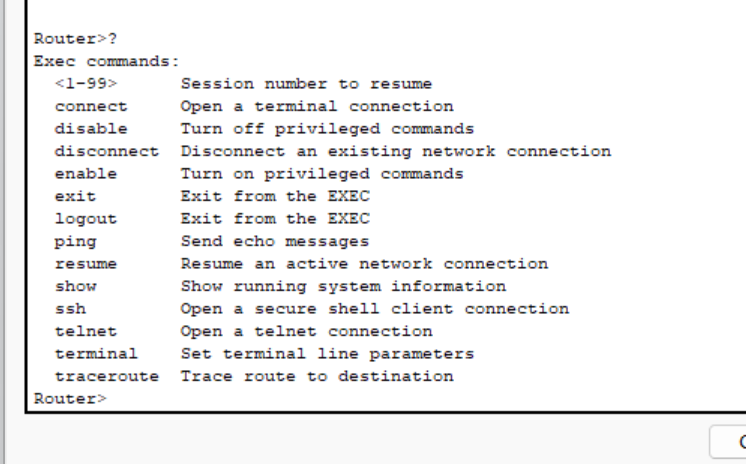 Router>?
Exec commands:
  <1-99>      Session number to resume
  connect     Open a terminal connection
  disable     Turn off privileged commands
  disconnect  Disconnect an existing network connection
  enable      Turn on privileged commands
  exit        Exit from the EXEC
  logout      Exit from the EXEC
  ping        Send echo messages
  resume      Resume an active network connection
  show        Show running system information
  ssh         Open a secure shell client connection
  telnet      Open a telnet connection
  terminal    Set terminal line parameters
  traceroute  Trace route to destination
Router>